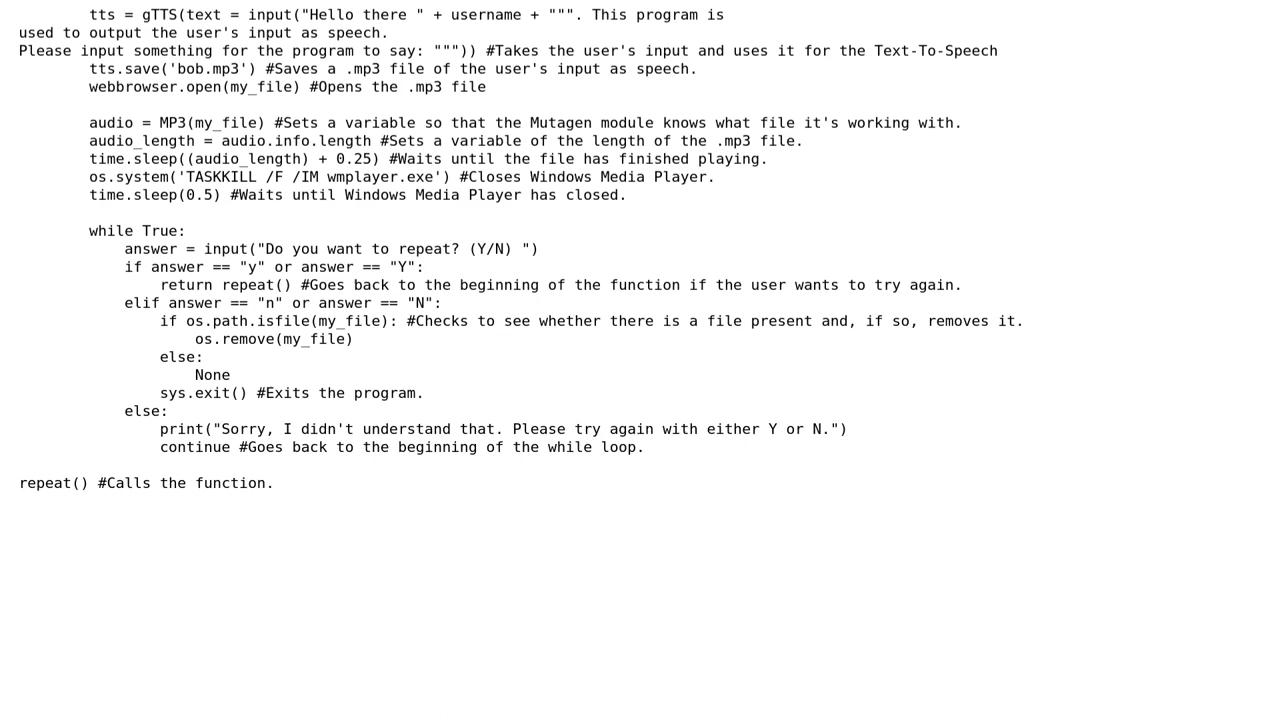 tts = gTTS(text = input("Hello there " + username + """. This program is
used to output the user's input as speech.
Please input something for the program to say: """)) #Takes the user's input and uses it for the Text-To-Speech
        tts.save('bob.mp3') #Saves a .mp3 file of the user's input as speech.
        webbrowser.open(my_file) #Opens the .mp3 file

        audio = MP3(my_file) #Sets a variable so that the Mutagen module knows what file it's working with.
        audio_length = audio.info.length #Sets a variable of the length of the .mp3 file.
        time.sleep((audio_length) + 0.25) #Waits until the file has finished playing.
        os.system('TASKKILL /F /IM wmplayer.exe') #Closes Windows Media Player.
        time.sleep(0.5) #Waits until Windows Media Player has closed.

        while True:
            answer = input("Do you want to repeat? (Y/N) ")
            if answer == "y" or answer == "Y":
                return repeat() #Goes back to the beginning of the function if the user wants to try again.
            elif answer == "n" or answer == "N":
                if os.path.isfile(my_file): #Checks to see whether there is a file present and, if so, removes it.
                    os.remove(my_file)
                else:
                    None
                sys.exit() #Exits the program.
            else:
                print("Sorry, I didn't understand that. Please try again with either Y or N.")
                continue #Goes back to the beginning of the while loop.

repeat() #Calls the function.